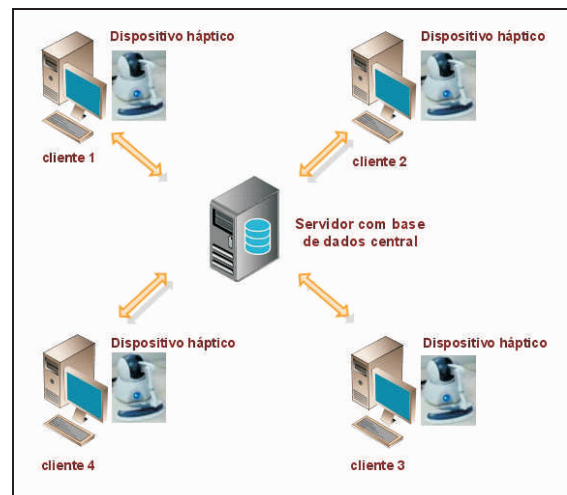 Dispositivo háptico
Dispositivo háptico
cliente 1
cliente 2
Servidor com base
de dados central
Dispositivo háptico
Dispositivo háptico
cliente 4
cliente 3